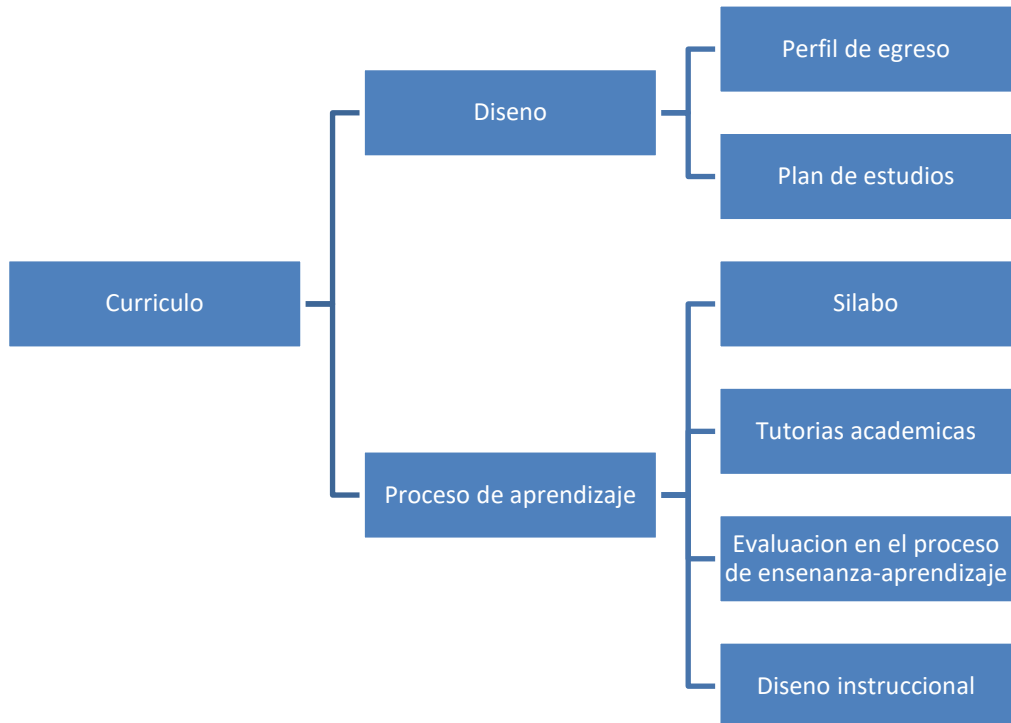 Perfil de egreso
Diseno
Plan de estudios
Curriculo
Silabo
Tutorias academicas
Proceso de aprendizaje
Evaluacion en el proceso
de ensenanza-aprendizaje
Diseno instruccional